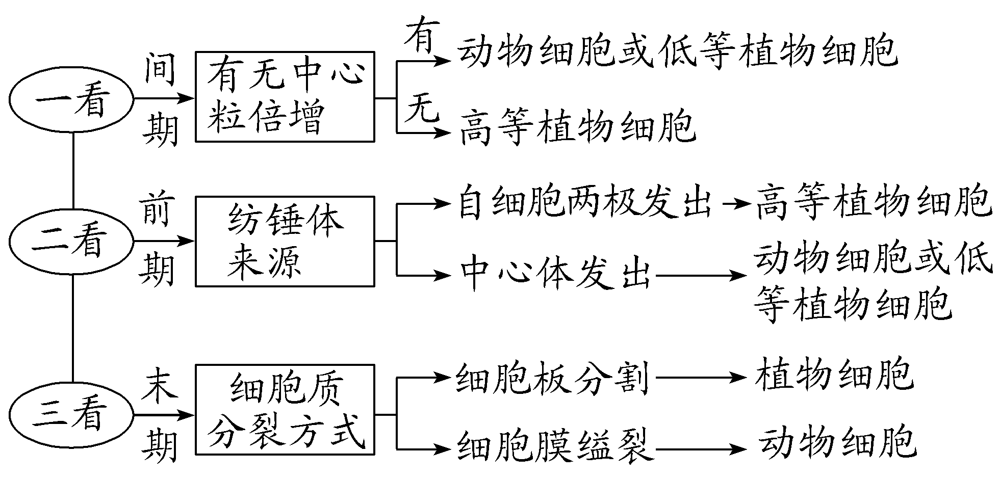 一看
间
期
有无中心
粒倍增
有
动物细胞或低等植物细胞
无
高等植物细胞
二看
前
期
纺锤体
来源
自细胞两极发出
高等植物细胞
中心体发出
动物细胞或低
等植物细胞
三看
末
期
细胞质
分裂方式
细胞板分割
植物细胞
细胞膜缢裂
动物细胞